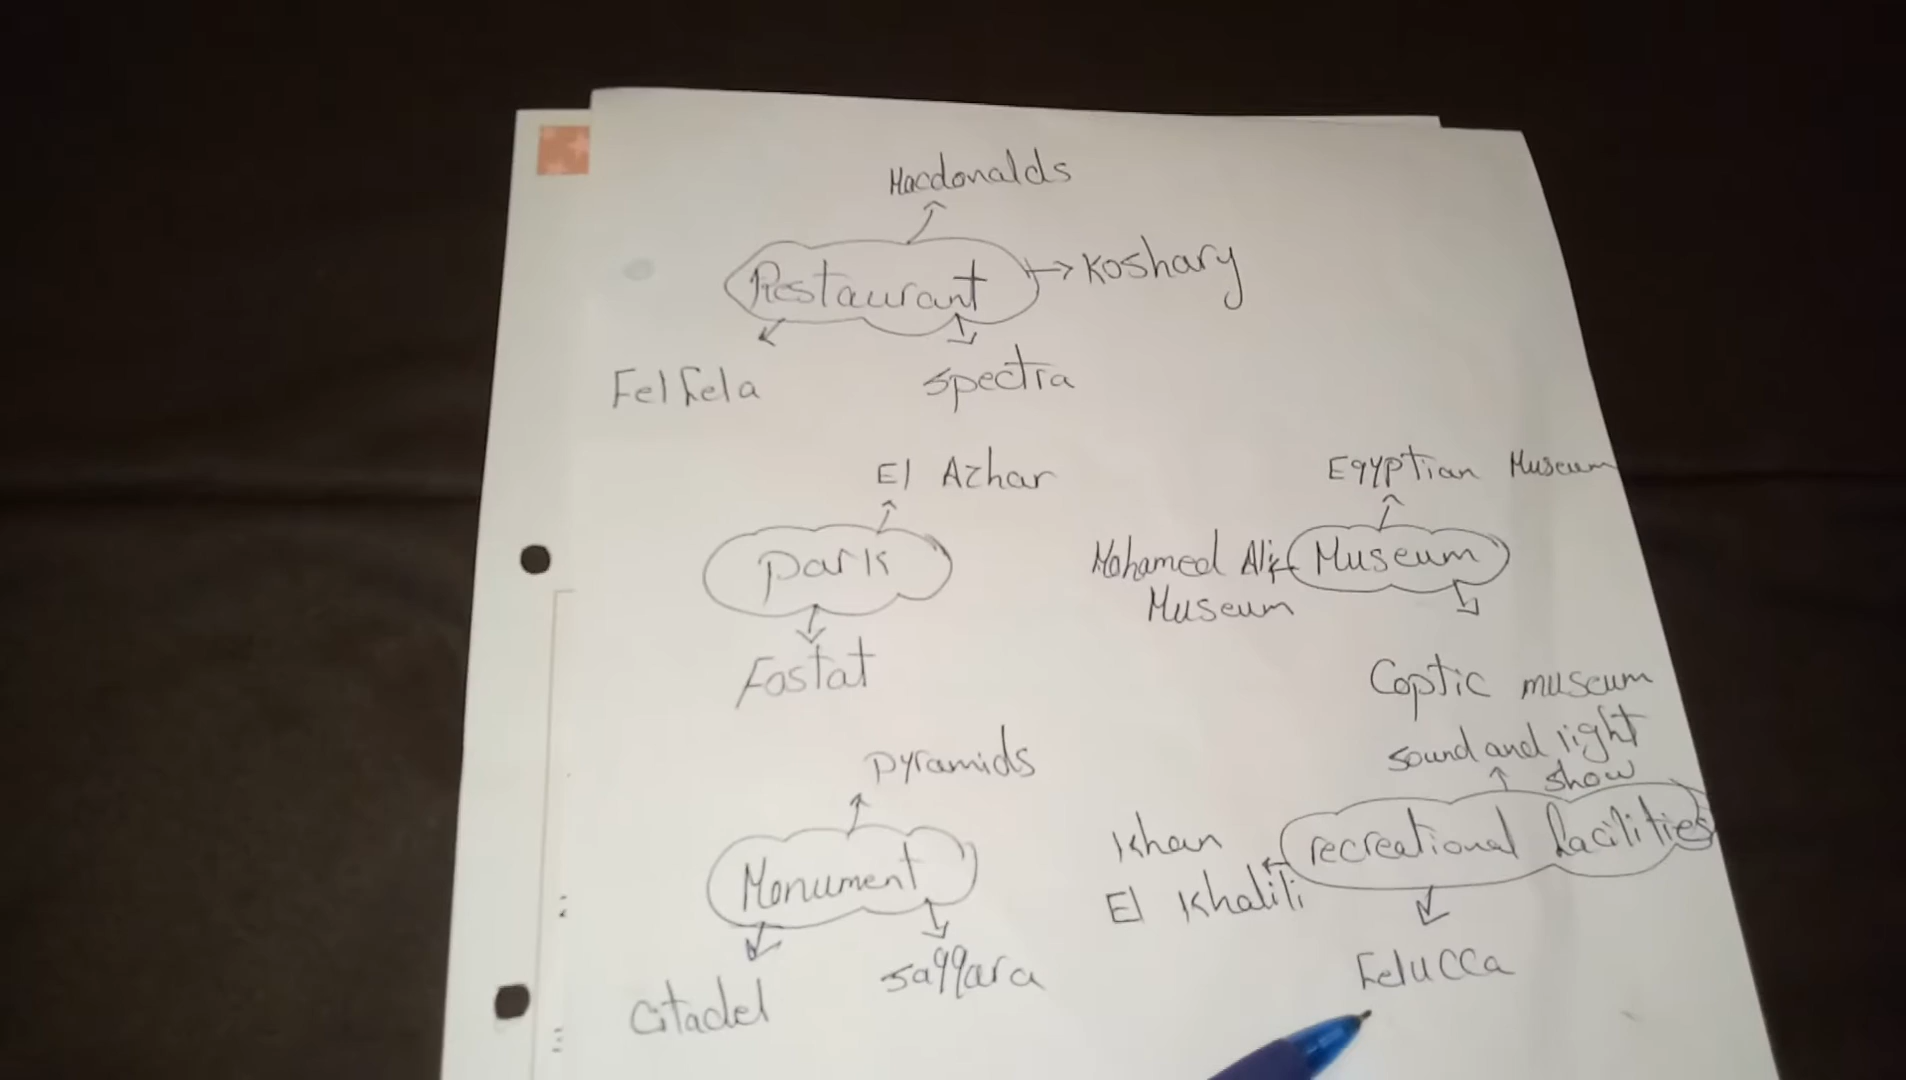 Macdonalds
Restaurant
Koshary
Felfela
spectra
El Azhar
park
Fostat
Egyptian Museum
Museum
Mohamed Ali
Museum
Coptic museum
pyramids
Monument
citadel
saqqara
sound and light
show
recreational facilities
Khan
El Khalili
Felucca